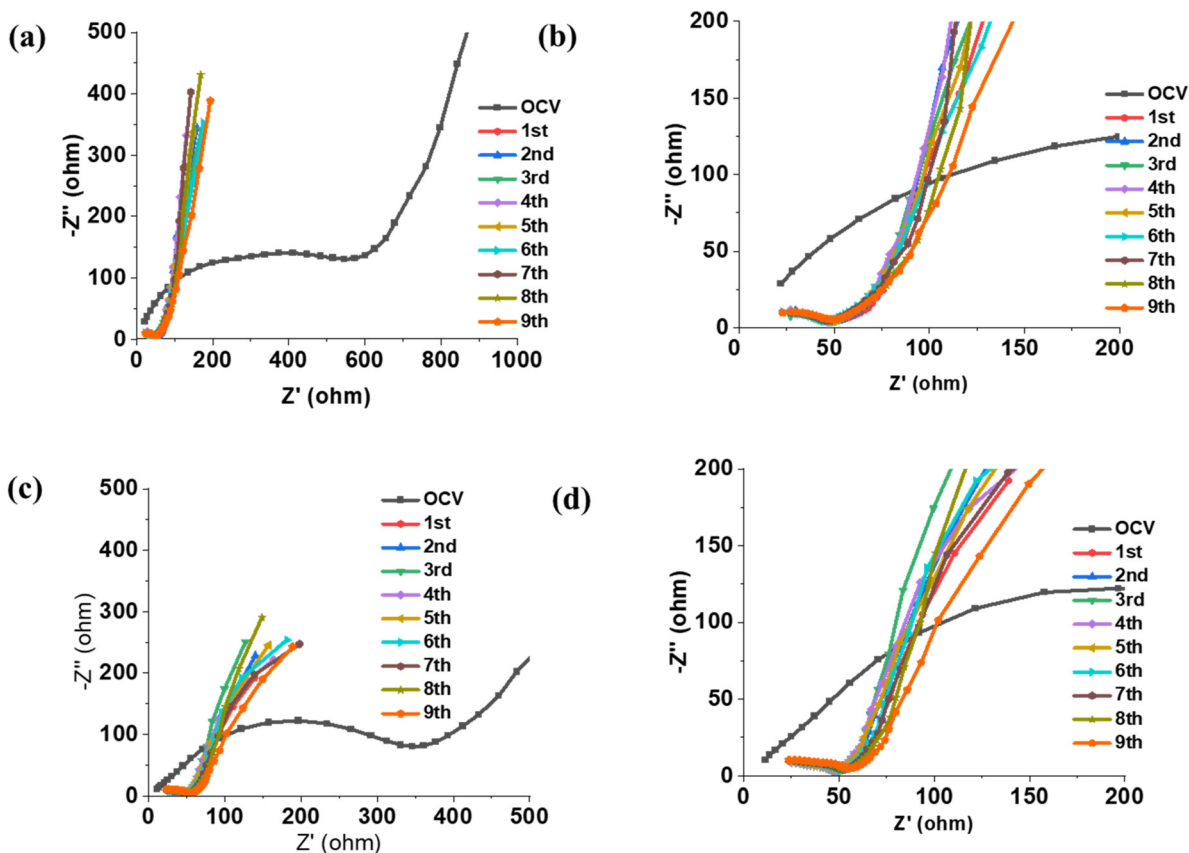 (a)
500
400
300
200
100
0
-Z'' (ohm)
0 200 400 600 800 1000
Z' (ohm)
OCV
1st
2nd
3rd
4th
5th
6th
7th
8th
9th
(b)
200
150
100
50
0
-Z'' (ohm)
0 50 100 150 200
Z' (ohm)
OCV
1st
2nd
3rd
4th
5th
6th
7th
8th
9th
(c)
500
400
300
200
100
0
-Z'' (ohm)
0 100 200 300 400 500
Z' (ohm)
OCV
1st
2nd
3rd
4th
5th
6th
7th
8th
9th
(d)
200
150
100
50
0
-Z'' (ohm)
0 50 100 150 200
Z' (ohm)
OCV
1st
2nd
3rd
4th
5th
6th
7th
8th
9th